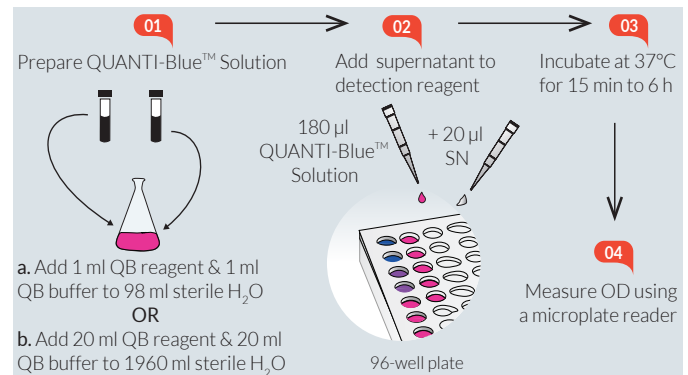 01
Prepare QUANTI-Blue™ Solution
a. Add 1 ml QB reagent & 1 ml
QB buffer to 98 ml sterile H₂O
OR
b. Add 20 ml QB reagent & 20 ml
QB buffer to 1960 ml sterile H₂O
02
Add supernatant to
detection reagent
180 µl
QUANTI-Blue™
Solution
+ 20 µl
SN
96-well plate
03
Incubate at 37°C
for 15 min to 6 h
04
Measure OD using
a microplate reader